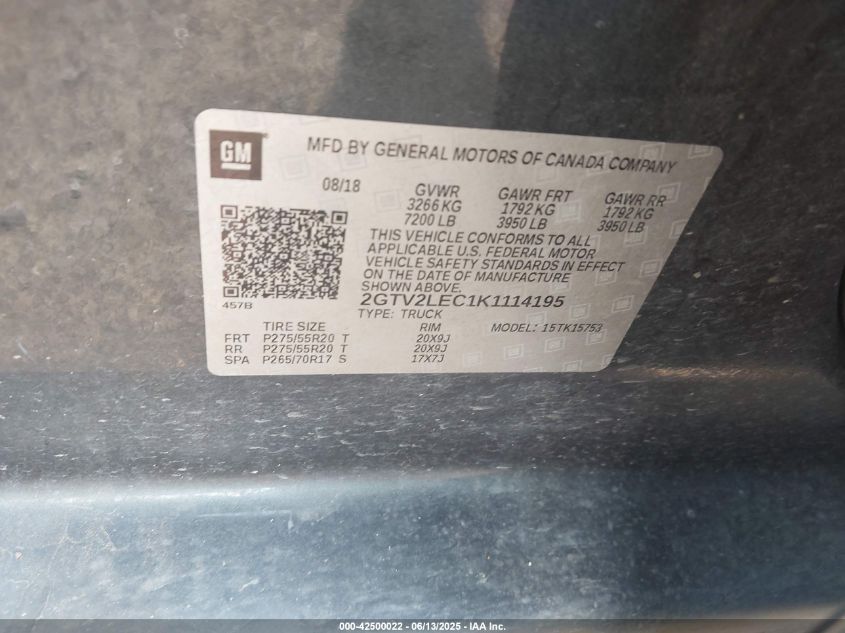 GM
MFD BY GENERAL MOTORS OF CANADA COMPANY
08/18 GVWR GAWR FRT GAWR RR
3266 KG 1792 KG 1792 KG
7200 LB 3950 LB 3950 LB
THIS VEHICLE CONFORMS TO ALL
APPLICABLE U.S. FEDERAL MOTOR
VEHICLE SAFETY STANDARDS IN EFFECT
ON THE DATE OF MANUFACTURE
SHOWN ABOVE.
457B
2GTV2LEC1K1114195
TYPE: TRUCK
TIRE SIZE RIM MODEL: 15TK15753
FRT P275/55R20 T 20X9J
RR P275/55R20 T 20X9J
SPA P265/70R17 S 17X7J
000-42500022 - 06/13/2025 - IAA Inc.